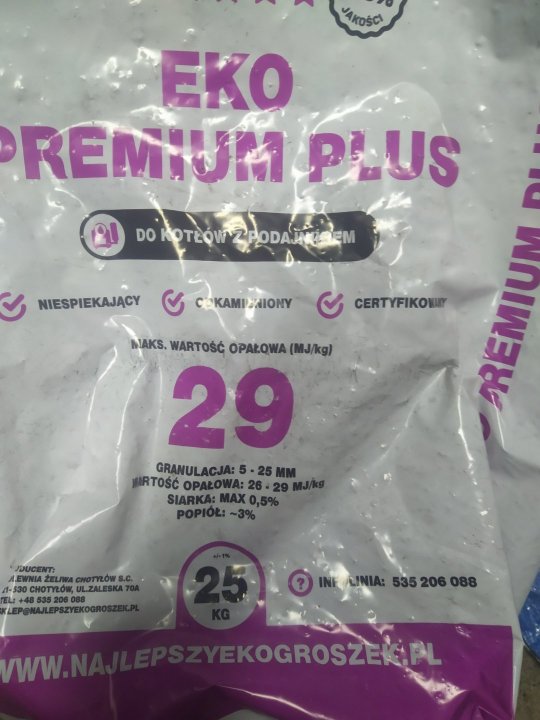 JAKOŚCI
EKO
PREMIUM PLUS
DO KOTŁÓW Z PODAJNIKIEM
NIESPIEKAJĄCY
ODKAMIENIONY
CERTYFIKOWANY
MAKS. WARTOŚĆ OPAŁOWA (MJ/kg)
29
GRANULACJA: 5 - 25 MM
WARTOŚĆ OPAŁOWA: 26 - 29 MJ/kg
SIARKA: MAX 0,5%
POPIÓŁ: ~3%
+/- 1%
25
KG
INFOLINIA: 535 206 088
PRODUCENT:
ODLEWNIA ŻELIWA CHOTYŁÓW S.C.
21-530 CHOTYŁÓW, UL.ZALESKA 70A
TEL: +48 535 206 088
SKLEP@NAJLEPSZYEKOGROSZEK.PL
WWW.NAJLEPSZYEKOGROSZEK.PL
PREMIUM PLU